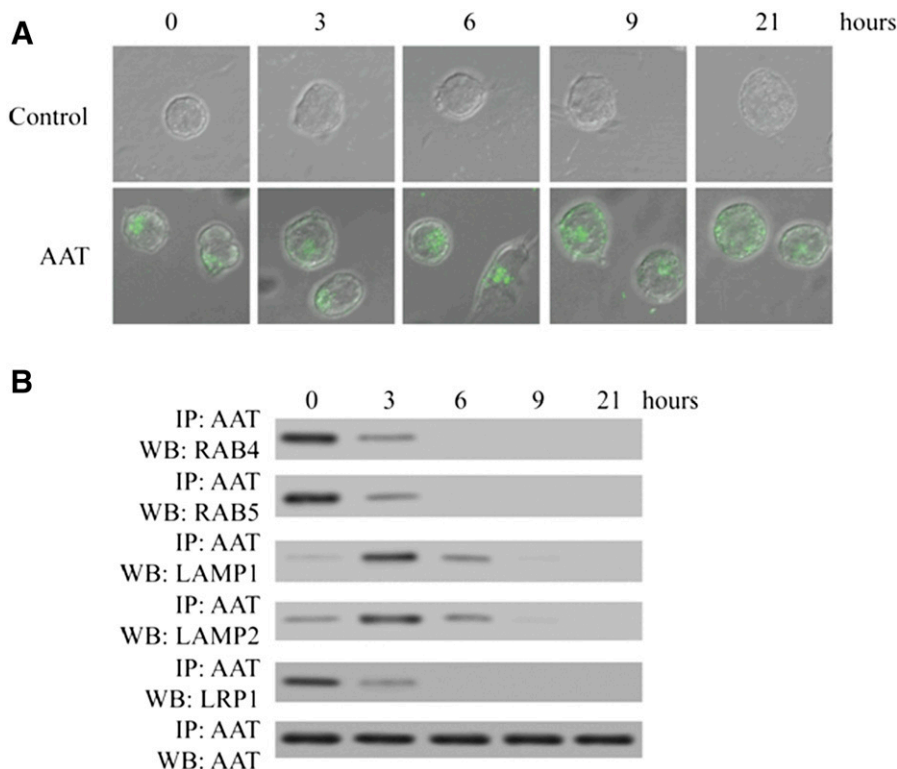 A
0 3 6 9 21 hours
Control
AAT
B
0 3 6 9 21 hours
IP: AAT
WB: RAB4
IP: AAT
WB: RAB5
IP: AAT
WB: LAMP1
IP: AAT
WB: LAMP2
IP: AAT
WB: LRP1
IP: AAT
WB: AAT